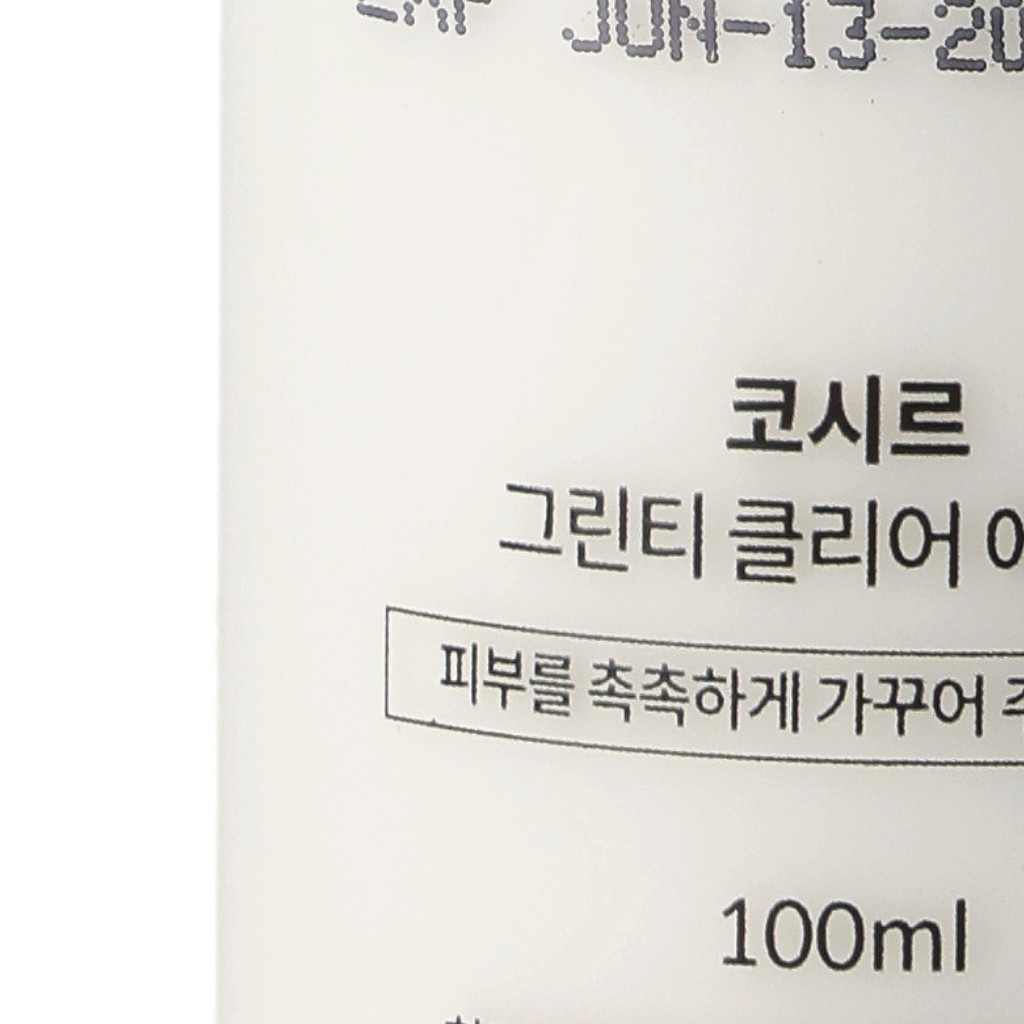 EXP JUN-13-20
코시르
그린티 클리어
피부를 촉촉하게 가꾸어
100ml